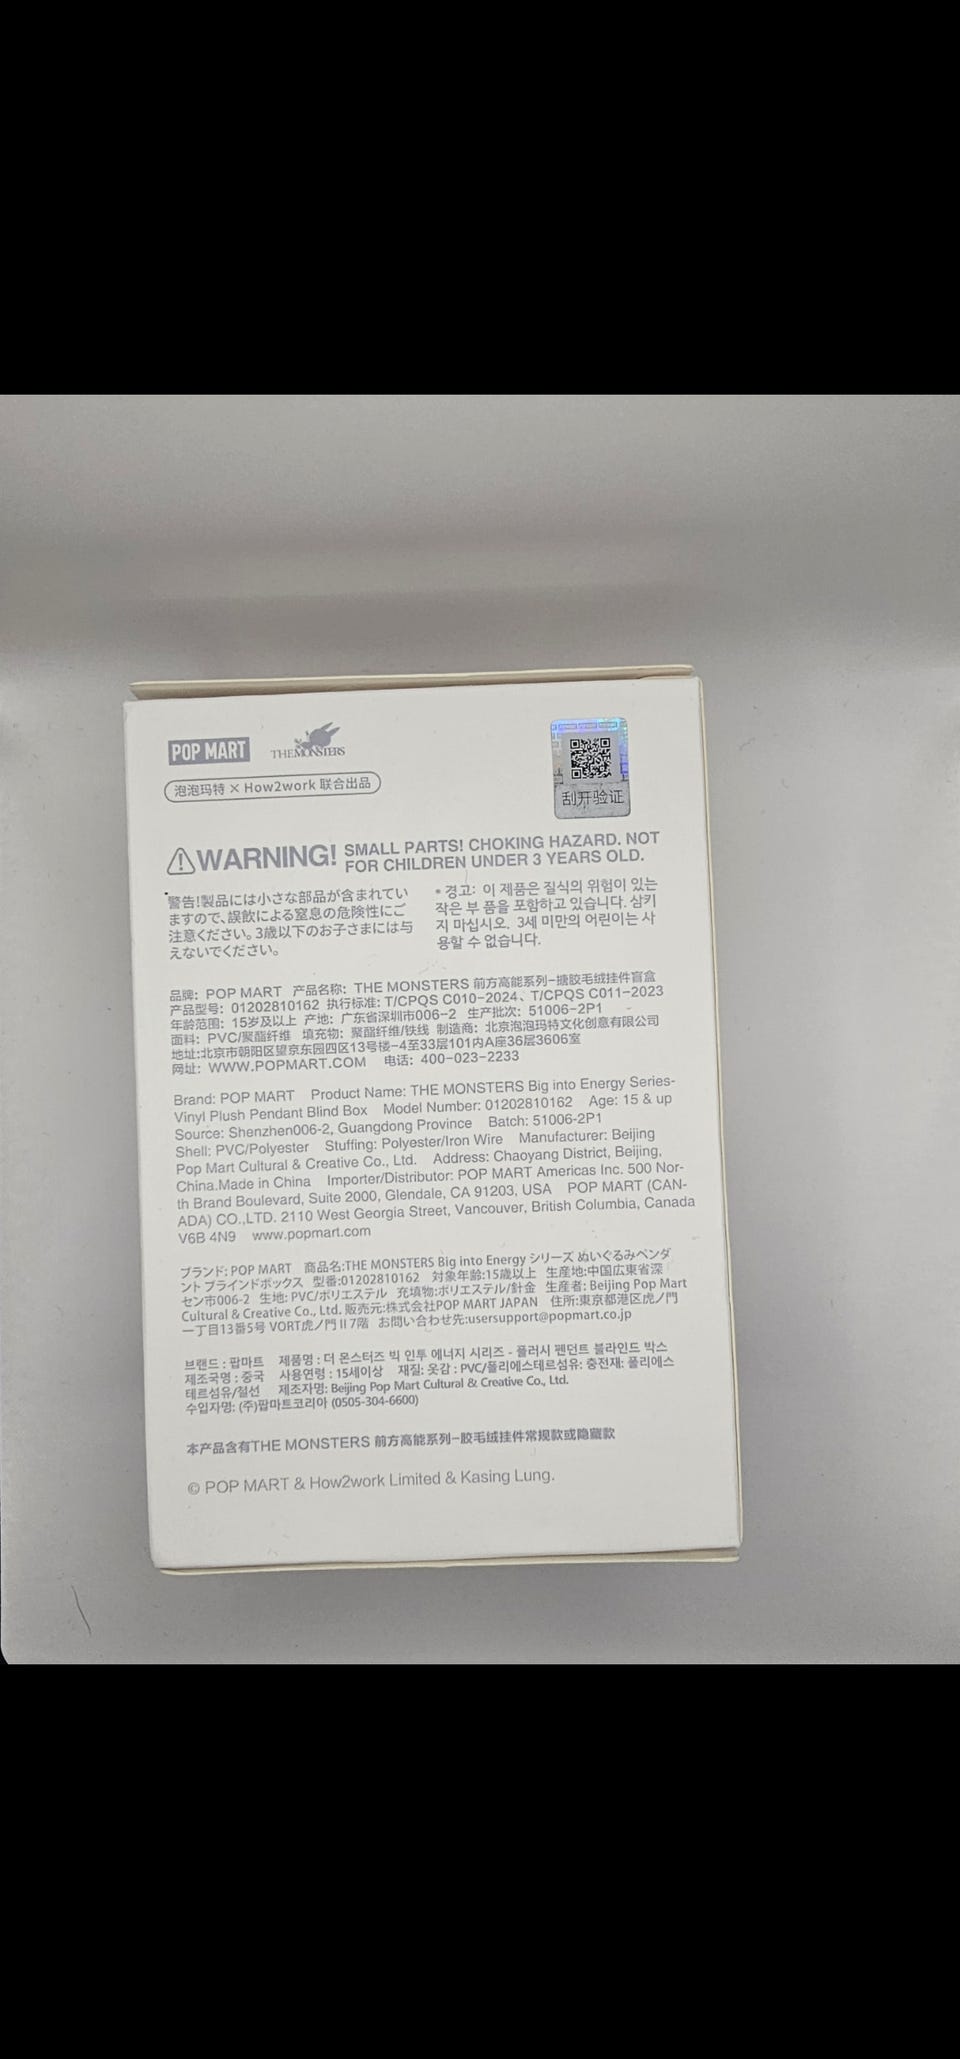 POP MART THE MONSTERS
泡泡玛特 × How2work 联合出品
刮开验证
WARNING! SMALL PARTS! CHOKING HAZARD. NOT
FOR CHILDREN UNDER 3 YEARS OLD.
警告!製品には小さな部品が含まれてい
ますので、誤飲による窒息の危険性にご
注意ください。3歳以下のお子さまには与
えないでください。
* 경고: 이 제품은 질식의 위험이 있는
작은 부 품을 포함하고 있습니다. 삼키
지 마십시오. 3세 미만의 어린이는 사
용할 수 없습니다.
品牌: POP MART 产品名称: THE MONSTERS 前方高能系列-搪胶毛绒挂件盲盒
产品型号: 01202810162 执行标准: T/CPQS C010-2024、T/CPQS C011-2023
年龄范围: 15岁及以上 产地: 广东省深圳市006-2 生产批次: 51006-2P1
面料: PVC/聚酯纤维 填充物: 聚酯纤维/铁线 制造商: 北京泡泡玛特文化创意有限公司
地址:北京市朝阳区望京东园四区13号楼-4至33层101内A座36层3606室
网址: WWW.POPMART.COM 电话: 400-023-2233
Brand: POP MART Product Name: THE MONSTERS Big into Energy Series-
Vinyl Plush Pendant Blind Box Model Number: 01202810162 Age: 15 & up
Source: Shenzhen006-2, Guangdong Province Batch: 51006-2P1
Shell: PVC/Polyester Stuffing: Polyester/Iron Wire Manufacturer: Beijing
Pop Mart Cultural & Creative Co., Ltd. Address: Chaoyang District, Beijing,
China.Made in China Importer/Distributor: POP MART Americas Inc. 500 Nor-
th Brand Boulevard, Suite 2000, Glendale, CA 91203, USA POP MART (CAN-
ADA) CO.,LTD. 2110 West Georgia Street, Vancouver, British Columbia, Canada
V6B 4N9 www.popmart.com
ブランド: POP MART 商品名:THE MONSTERS Big into Energy シリーズ ぬいぐるみペンダ
ント ブラインドボックス 型番:01202810162 対象年齢:15歳以上 生産地:中国広東省深
セン市006-2 生地: PVC/ポリエステル 充填物:ポリエステル/針金 生産者: Beijing Pop Mart
Cultural & Creative Co., Ltd. 販売元:株式会社POP MART JAPAN 住所:東京都港区虎ノ門
一丁目13番5号 VORT虎ノ門 II 7階 お問い合わせ先:usersupport@popmart.co.jp
브랜드 : 팝마트 제품명 : 더 몬스터즈 빅 인투 에너지 시리즈 - 플러시 펜던트 블라인드 박스
제조국명 : 중국 사용연령 : 15세이상 재질: 옷감 : PVC/폴리에스테르섬유: 충전재: 폴리에스
테르섬유/철선 제조자명: Beijing Pop Mart Cultural & Creative Co., Ltd.
수입자명: (주)팝마트코리아 (0505-304-6600)
本产品含有THE MONSTERS 前方高能系列-胶毛绒挂件常规款或隐藏款
© POP MART & How2work Limited & Kasing Lung.